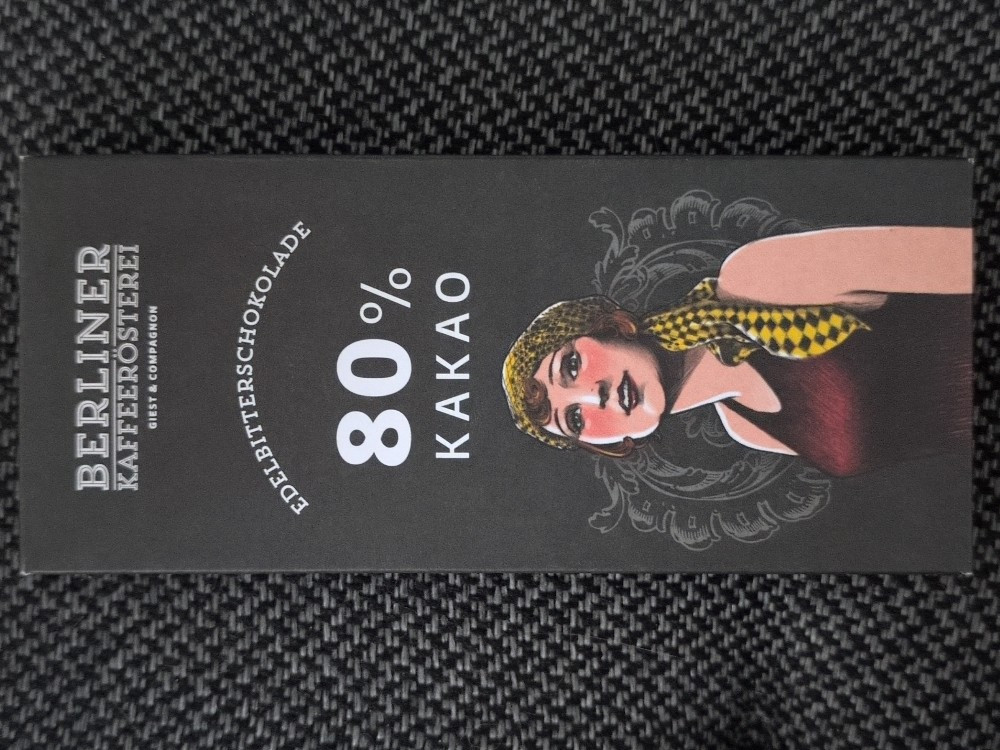 BERLINER
KAFFEERÖSTEREI
GIEST & COMPAGNON
EDELBITTERSCHOKOLADE
80%
KAKAO